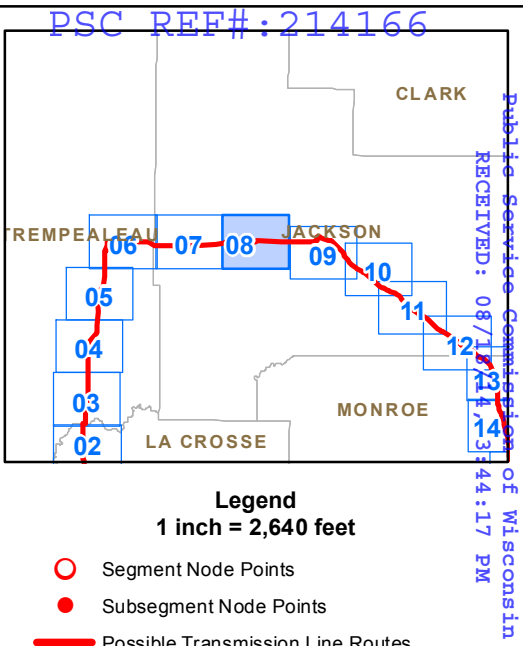 PSC REF#:214166
Public Service Commission of Wisconsin
RECEIVED: 08/1 /14, 3:44:17 PM
CLARK
TREMPEALEAU
JACKSON
06
07
08
09
10
05
11
04
12
13
03
MONROE
14
02
LA CROSSE
Legend
1 inch = 2,640 feet
Segment Node Points
Subsegment Node Points
Possible Transmission Line Routes